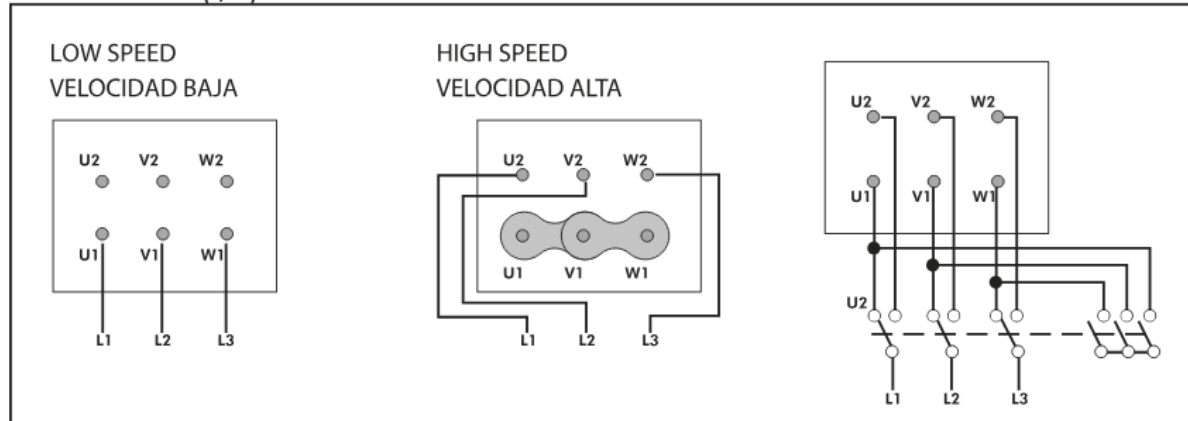 LOW SPEED
VELOCIDAD BAJA
U2 V2 W2
U1 V1 W1
L1 L2 L3
HIGH SPEED
VELOCIDAD ALTA
U2 V2 W2
U1 V1 W1
L1 L2 L3
U2 V2 W2
U1 V1 W1
U2
L1 L2 L3